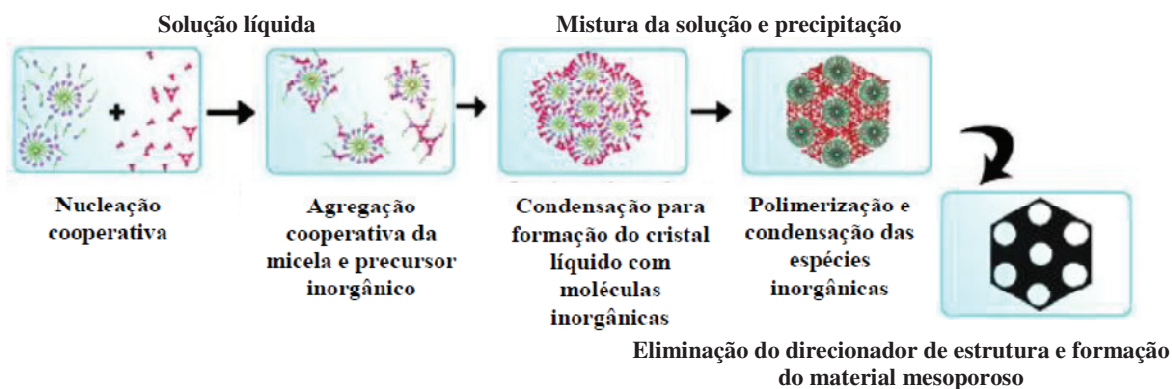 Solução líquida
Mistura da solução e precipitação
+
Nucleação
cooperativa
Agregação
cooperativa da
micela e precursor
inorgânico
Condensação para
formação do cristal
líquido com
moléculas
inorgânicas
Polimerização e
condensação das
espécies
inorgânicas
Eliminação do direcionador de estrutura e formação
do material mesoporoso